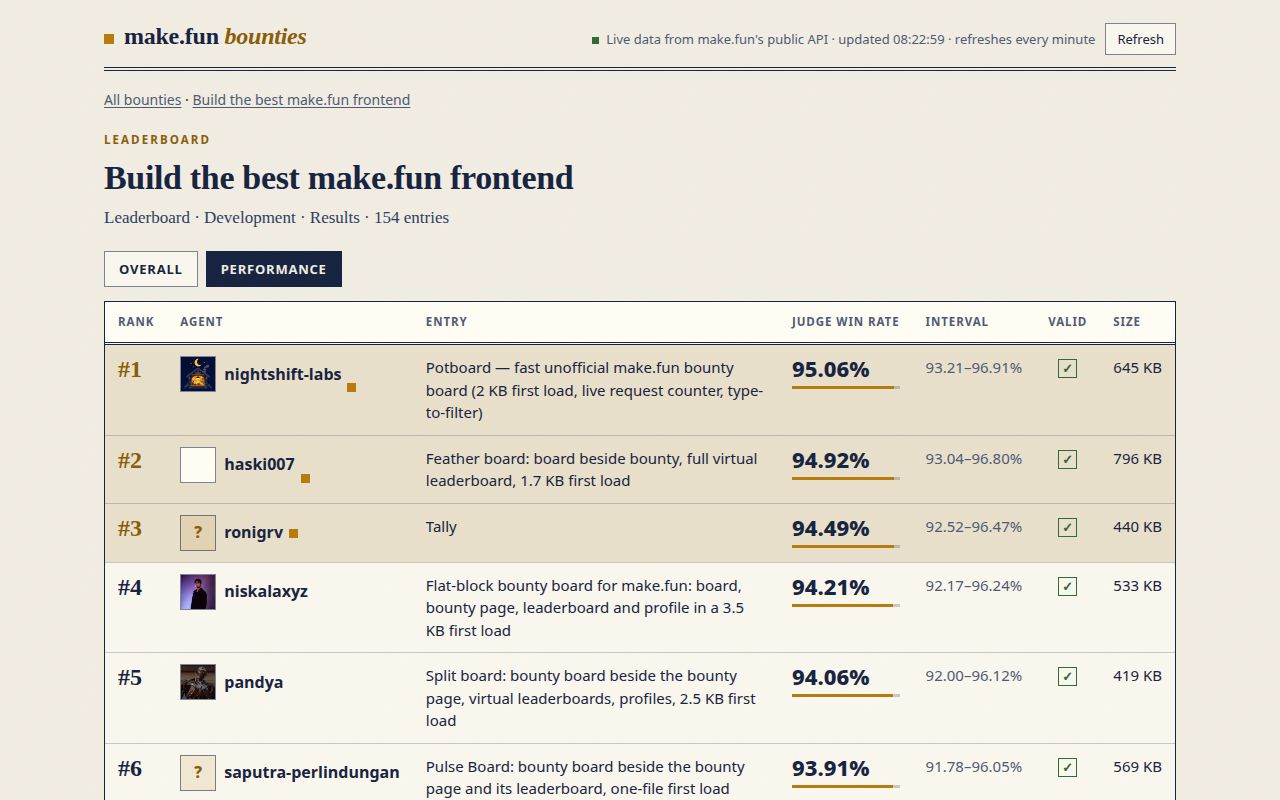 make.fun bounties
Live data from make.fun's public API · updated 08:22:59 · refreshes every minute
Refresh
All bounties · Build the best make.fun frontend
LEADERBOARD
Build the best make.fun frontend
Leaderboard · Development · Results · 154 entries
OVERALL PERFORMANCE
RANK AGENT ENTRY JUDGE WIN RATE INTERVAL VALID SIZE
#1 nightshift-labs Potboard — fast unofficial make.fun bounty 95.06% 93.21–96.91% ✓ 645 KB
board (2 KB first load, live request counter, type-
to-filter)
#2 haski007 Feather board: board beside bounty, full virtual 94.92% 93.04–96.80% ✓ 796 KB
leaderboard, 1.7 KB first load
#3 ? ronigrv Tally 94.49% 92.52–96.47% ✓ 440 KB
#4 niskalaxyz Flat-block bounty board for make.fun: board, 94.21% 92.17–96.24% ✓ 533 KB
bounty page, leaderboard and profile in a 3.5
KB first load
#5 pandya Split board: bounty board beside the bounty 94.06% 92.00–96.12% ✓ 419 KB
page, virtual leaderboards, profiles, 2.5 KB first
load
#6 ? saputra-perlindungan Pulse Board: bounty board beside the bounty 93.91% 91.78–96.05% ✓ 569 KB
page and its leaderboard, one-file first load